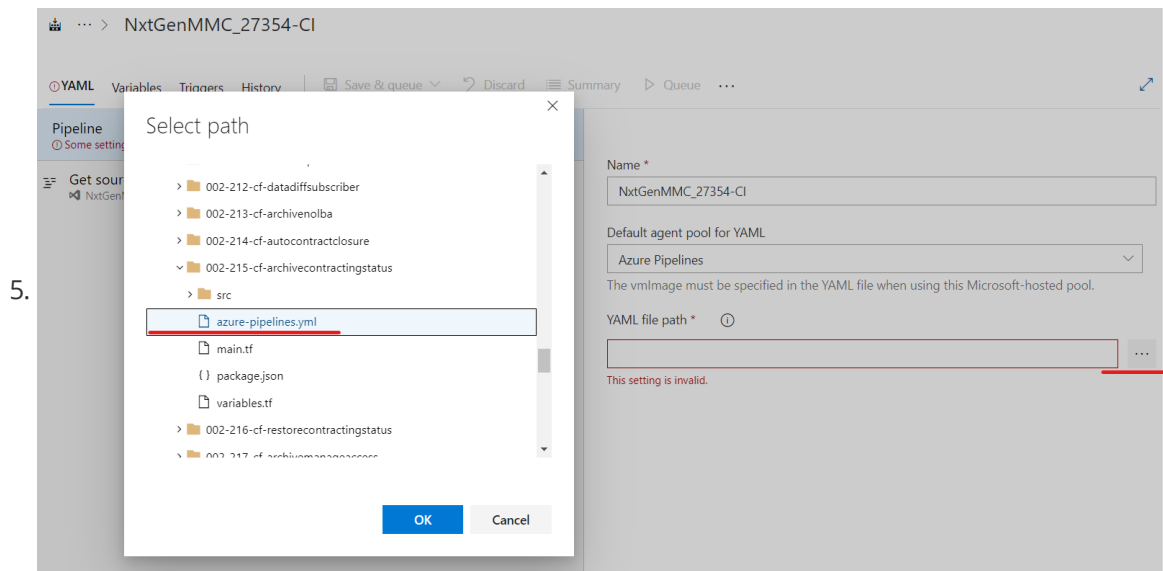 ··· > NxtGenMMC_27354-CI
YAML Variables Triggers History Save & queue Discard Summary Queue ...
Pipeline
Some setting
Get sour
NxtGenM
5.
Select path
002-212-cf-datadiffsubscriber
002-213-cf-archivenolba
002-214-cf-autocontractclosure
002-215-cf-archivecontractingstatus
src
azure-pipelines.yml
main.tf
{ } package.json
variables.tf
002-216-cf-restorecontractingstatus
002-217-cf-archivemanageaccess
OK Cancel
Name *
NxtGenMMC_27354-CI
Default agent pool for YAML
Azure Pipelines
The vmImage must be specified in the YAML file when using this Microsoft-hosted pool.
YAML file path *
...
This setting is invalid.